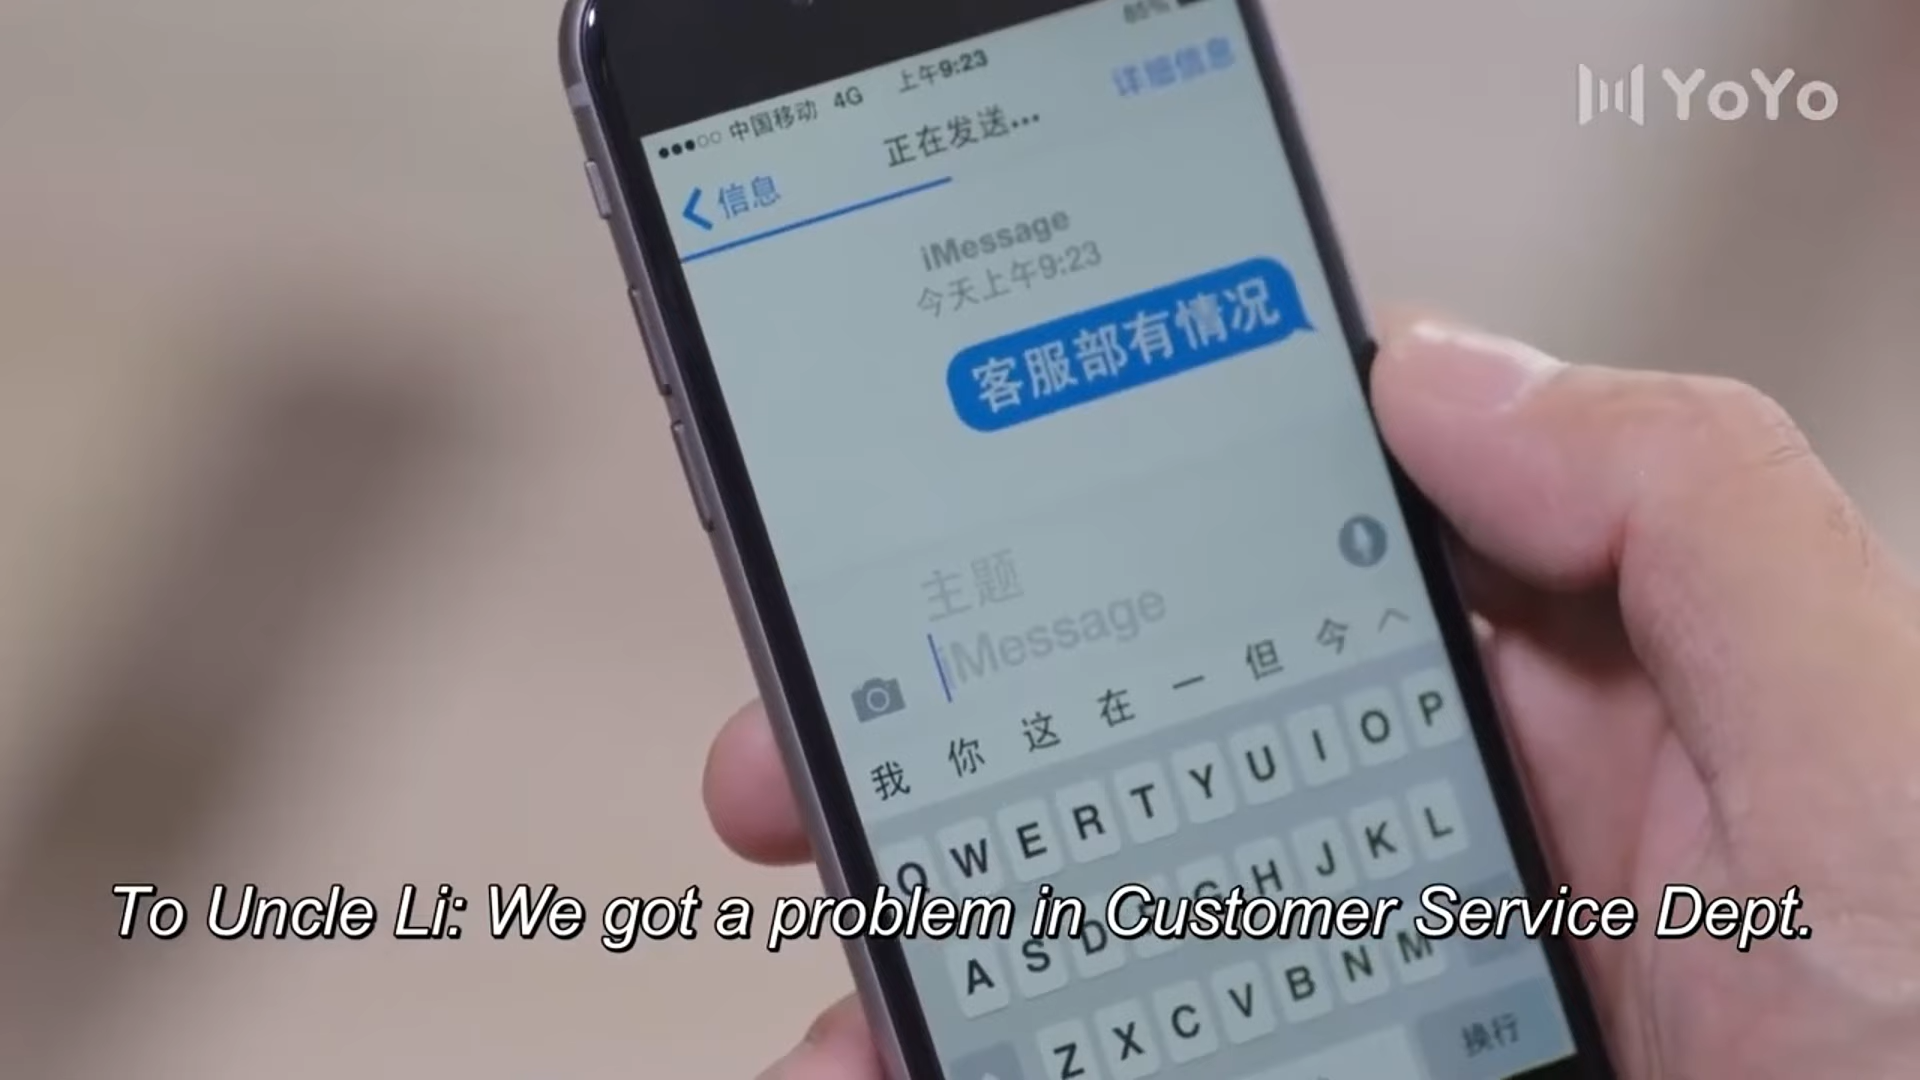 85%
YoYo
中国移动 4G 上午9:23
详细信息
正在发送...
信息
iMessage
今天上午9:23
客服部有情况
主题
iMessage
我 你 这 在 一 但 今
Q W E R T Y U I O P
A S D G H J K L
Z X C V B N M
换行
To Uncle Li: We got a problem in Customer Service Dept.